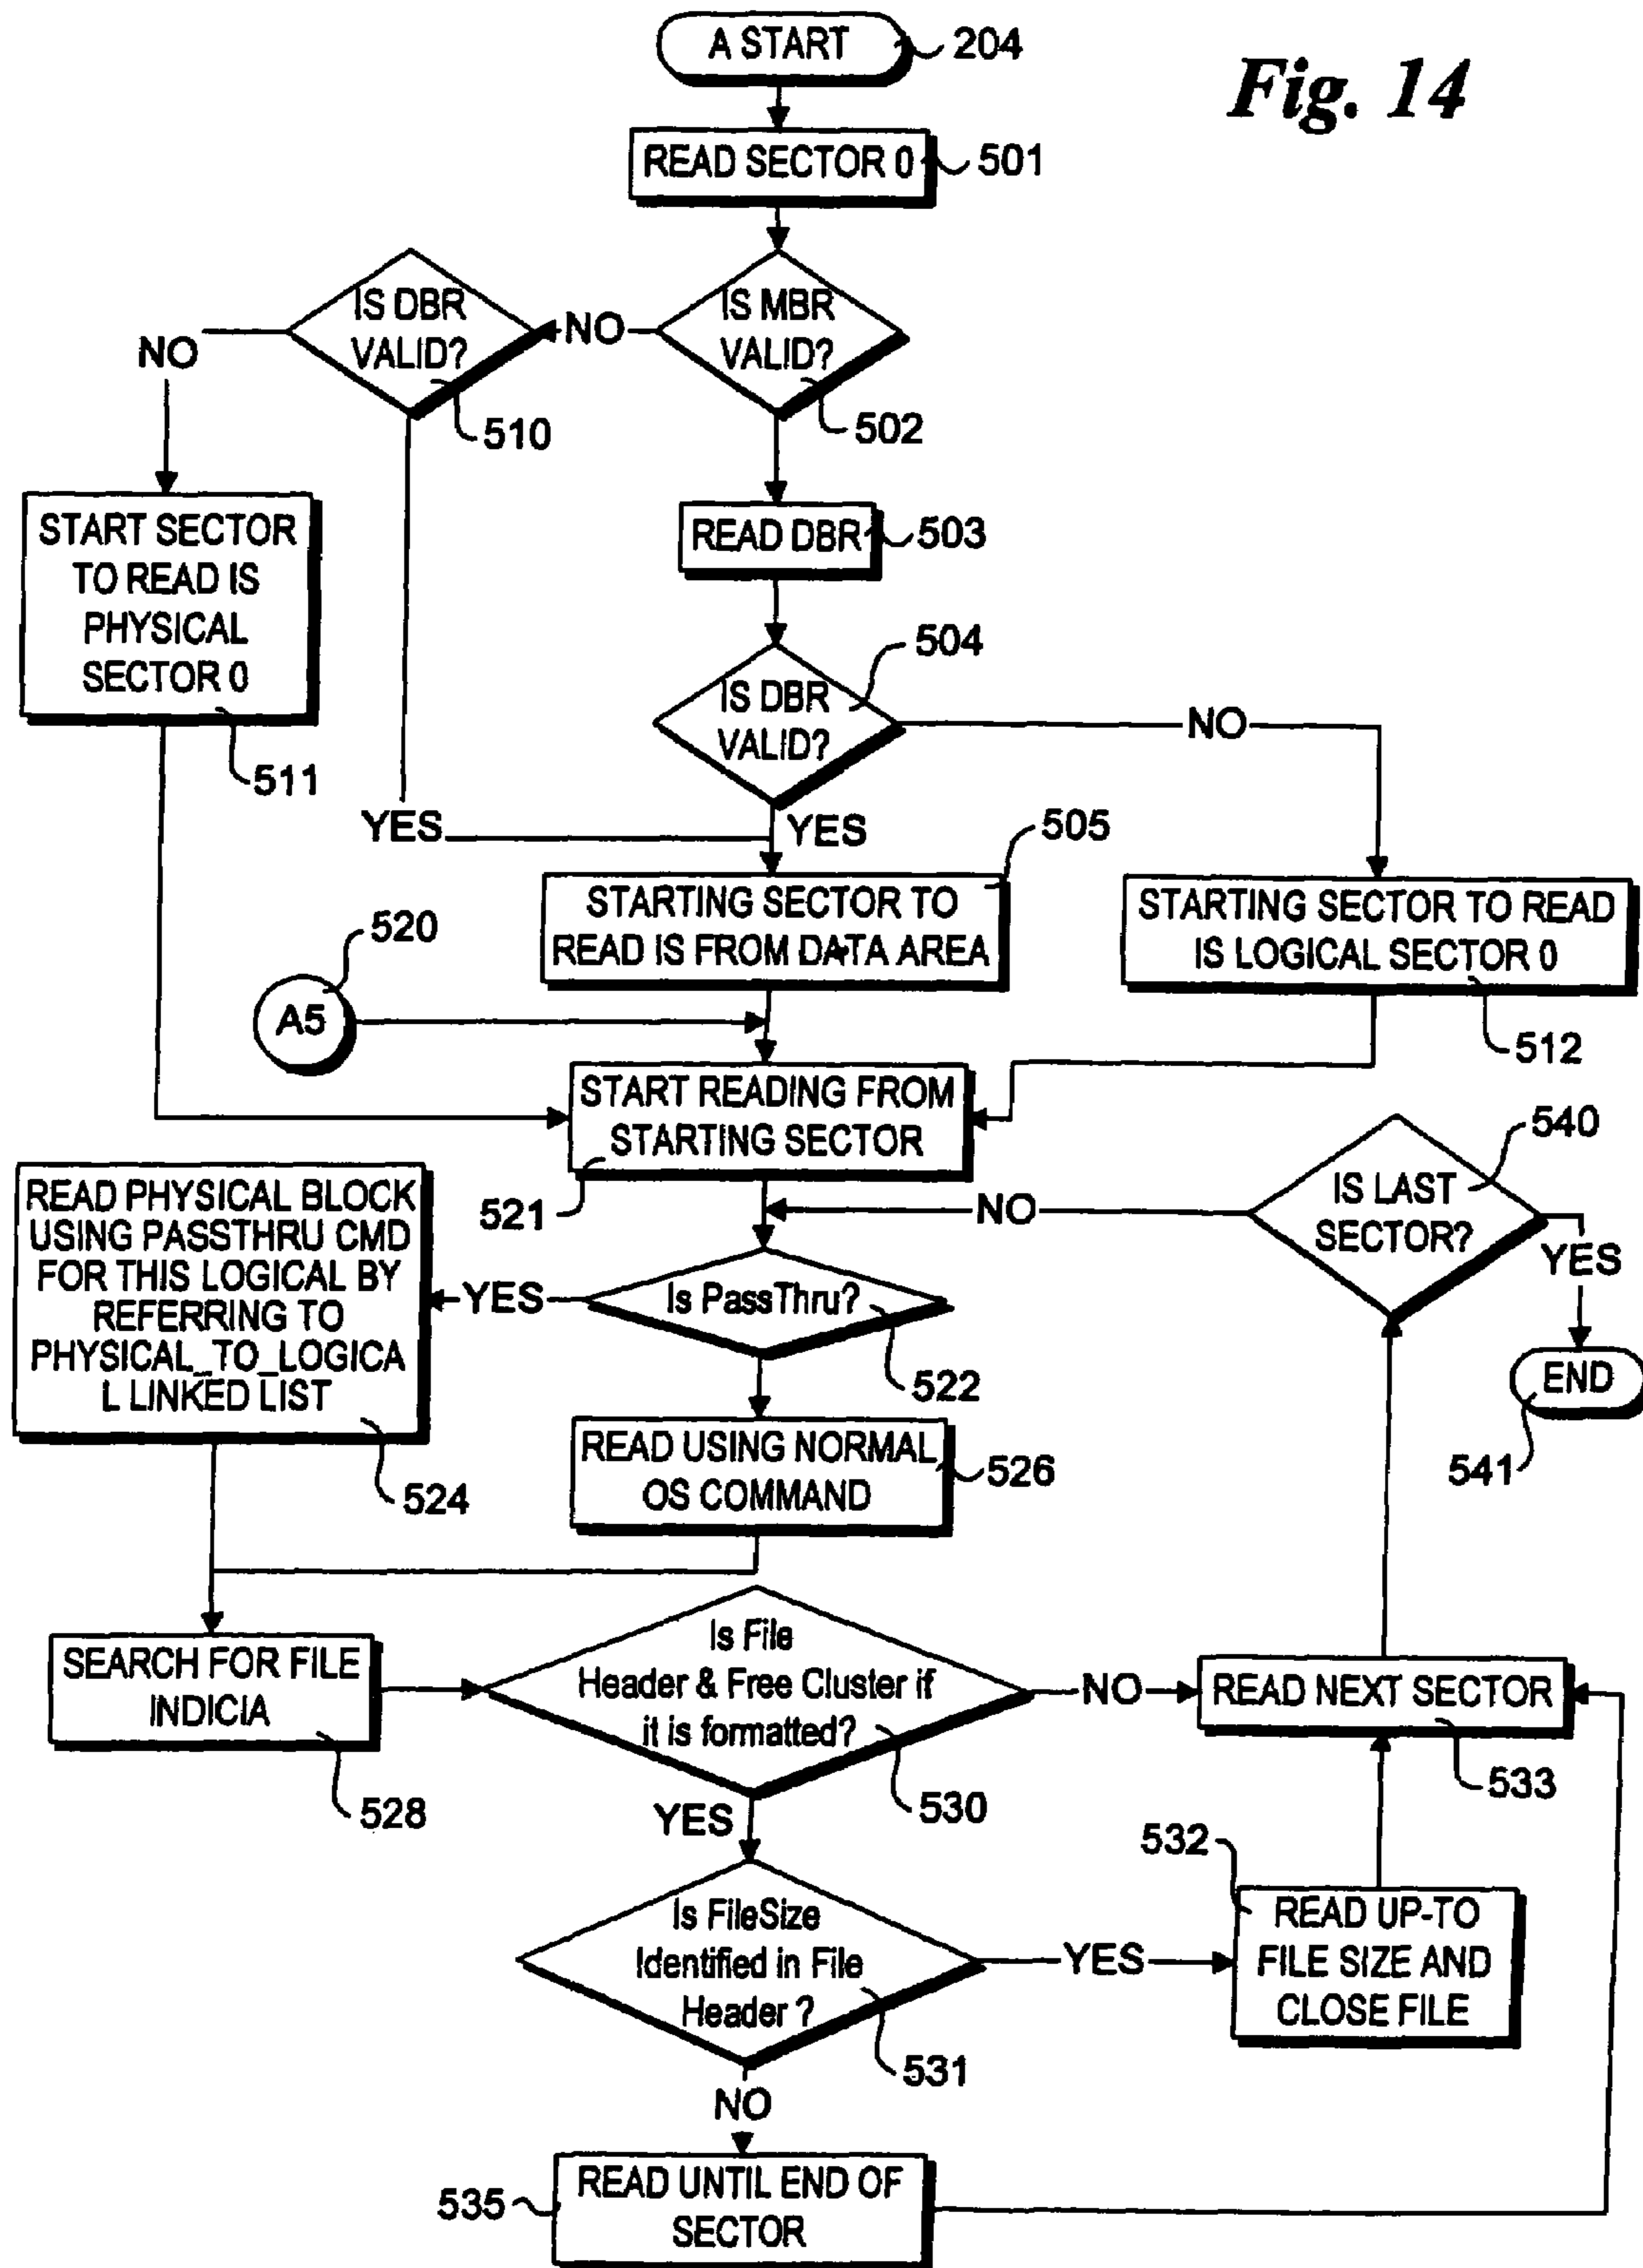 A START
204
Fig. 14
READ SECTOR 0
501
IS DBR
VALID?
510
NO
IS MBR
VALID?
502
NO
START SECTOR
TO READ IS
PHYSICAL
SECTOR 0
511
READ DBR
503
IS DBR
VALID?
504
NO
YES
YES
STARTING SECTOR TO
READ IS FROM DATA AREA
505
STARTING SECTOR TO READ
IS LOGICAL SECTOR 0
512
520
A5
START READING FROM
STARTING SECTOR
521
IS LAST
SECTOR?
540
NO
YES
END
541
READ PHYSICAL BLOCK
USING PASSTHRU CMD
FOR THIS LOGICAL BY
REFERRING TO
PHYSICAL_TO_LOGICA
L LINKED LIST
524
YES
Is PassThru?
522
READ USING NORMAL
OS COMMAND
526
SEARCH FOR FILE
INDICIA
528
Is File
Header & Free Cluster if
it is formatted?
530
NO
READ NEXT SECTOR
533
YES
Is FileSize
Identified in File
Header ?
531
YES
532
READ UP-TO
FILE SIZE AND
CLOSE FILE
NO
535
READ UNTIL END OF
SECTOR